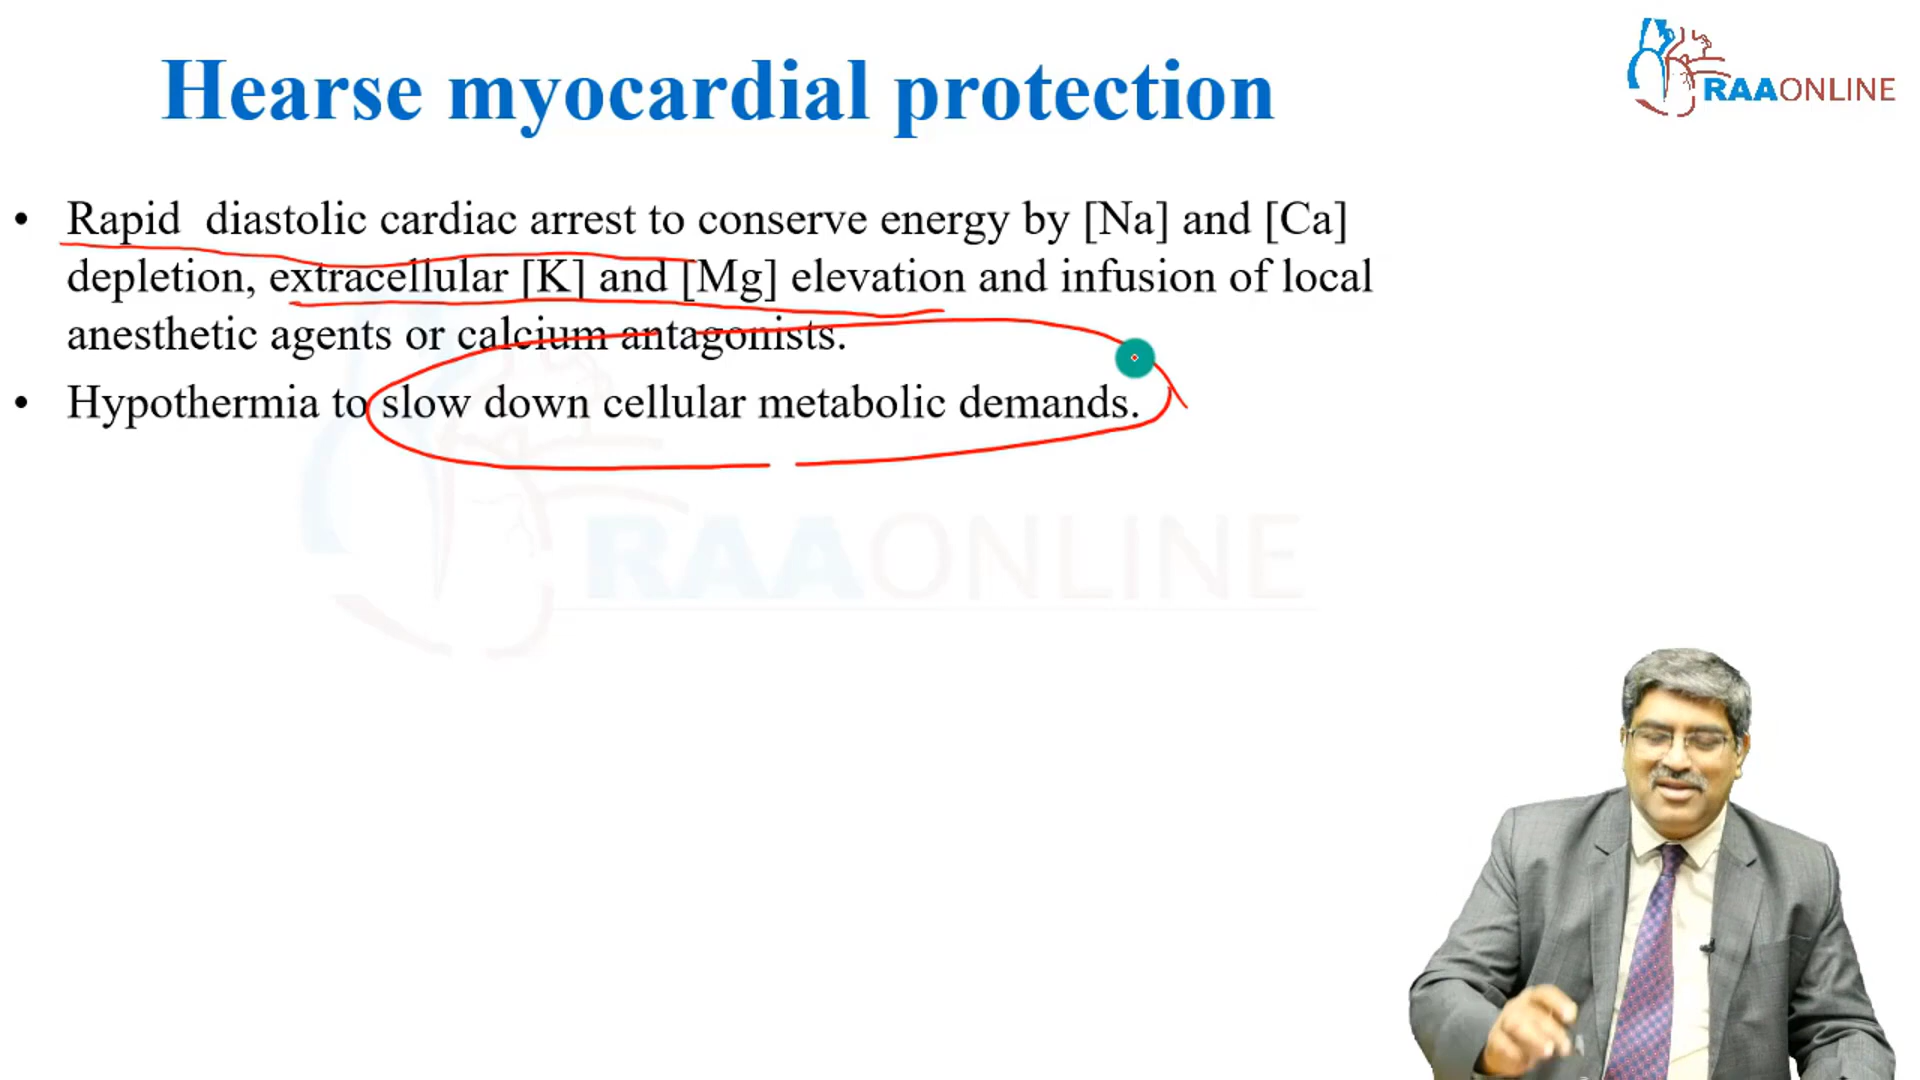 Hearse myocardial protection
RAAONLINE
• Rapid diastolic cardiac arrest to conserve energy by [Na] and [Ca]
depletion, extracellular [K] and [Mg] elevation and infusion of local
anesthetic agents or calcium antagonists.
• Hypothermia to slow down cellular metabolic demands.
RAAONLINE